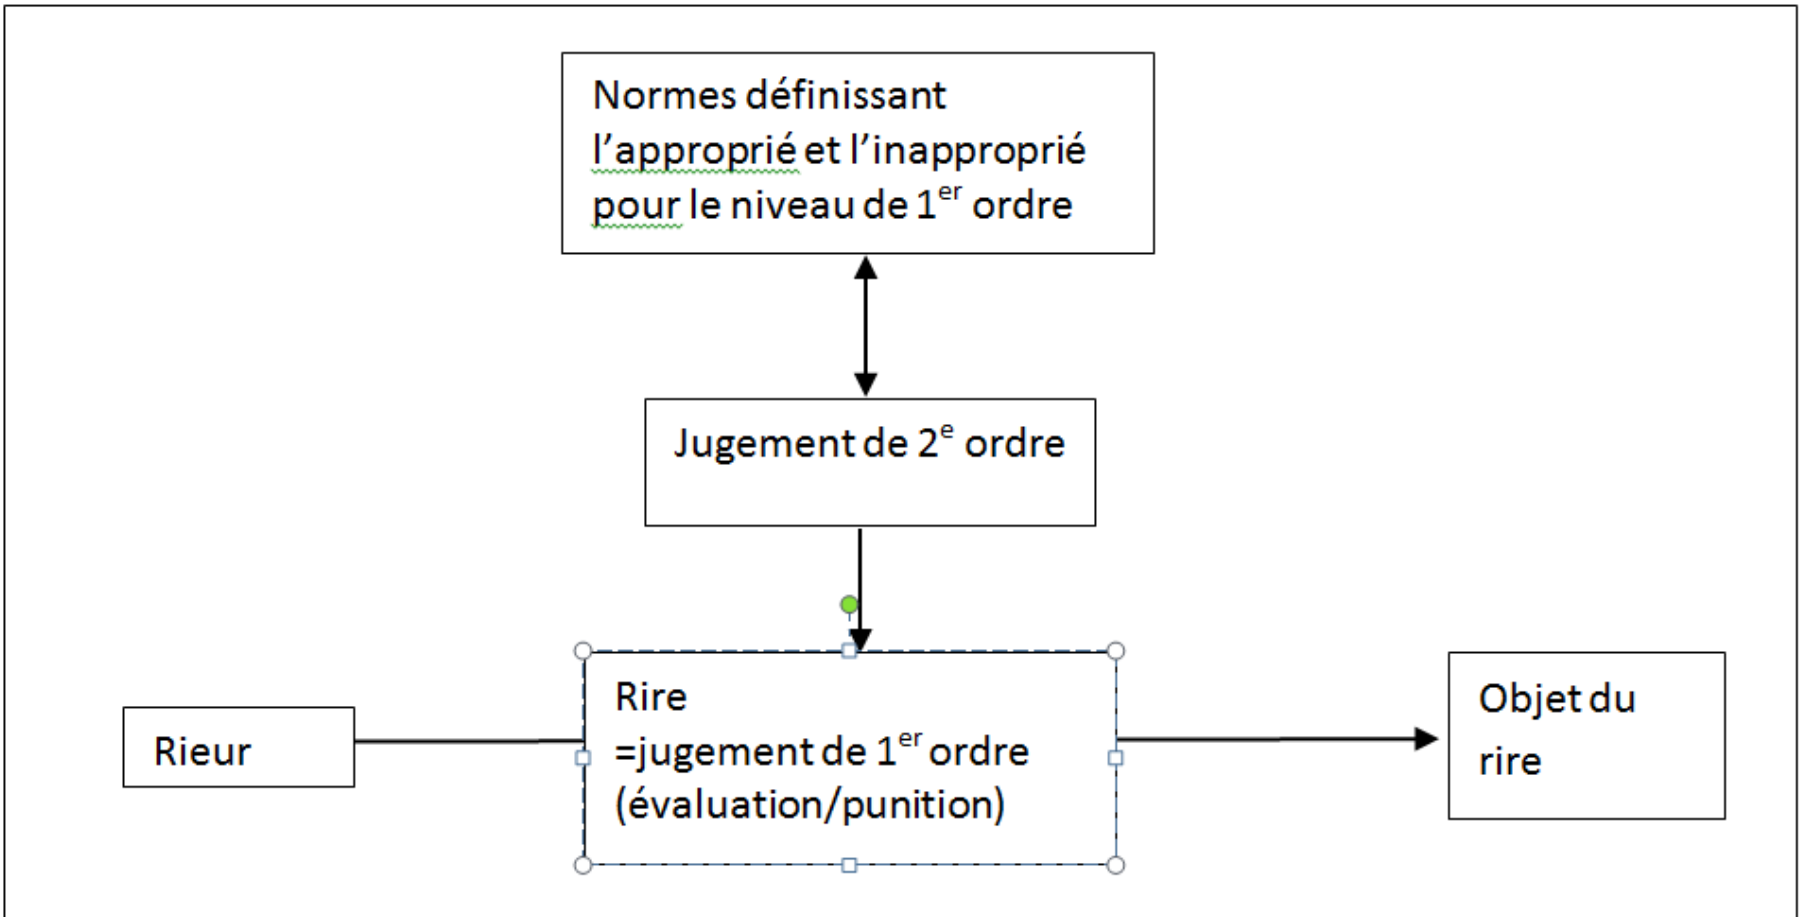 Normes définissant
l’approprié et l’inapproprié
pour le niveau de 1er ordre
Jugement de 2e ordre
Rire
=jugement de 1er ordre
(évaluation/punition)
Rieur
Objet du
rire